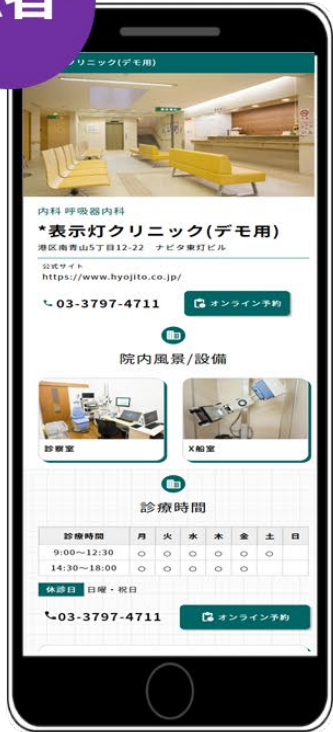 者
クリニック(デモ用)
内科 呼吸器内科
*表示灯クリニック(デモ用)
港区南青山5丁目12-22 ナビタ東灯ビル
公式サイト
https://www.hyojito.co.jp/
03-3797-4711 オンライン予約
院内風景/設備
診察室 X船室
診療時間
診療時間 月 火 水 木 金 土 日
9:00〜12:30 ○ ○ ○ ○ ○ ○
14:30〜18:00 ○ ○ ○ ○ ○
休診日 日曜・祝日
03-3797-4711 オンライン予約